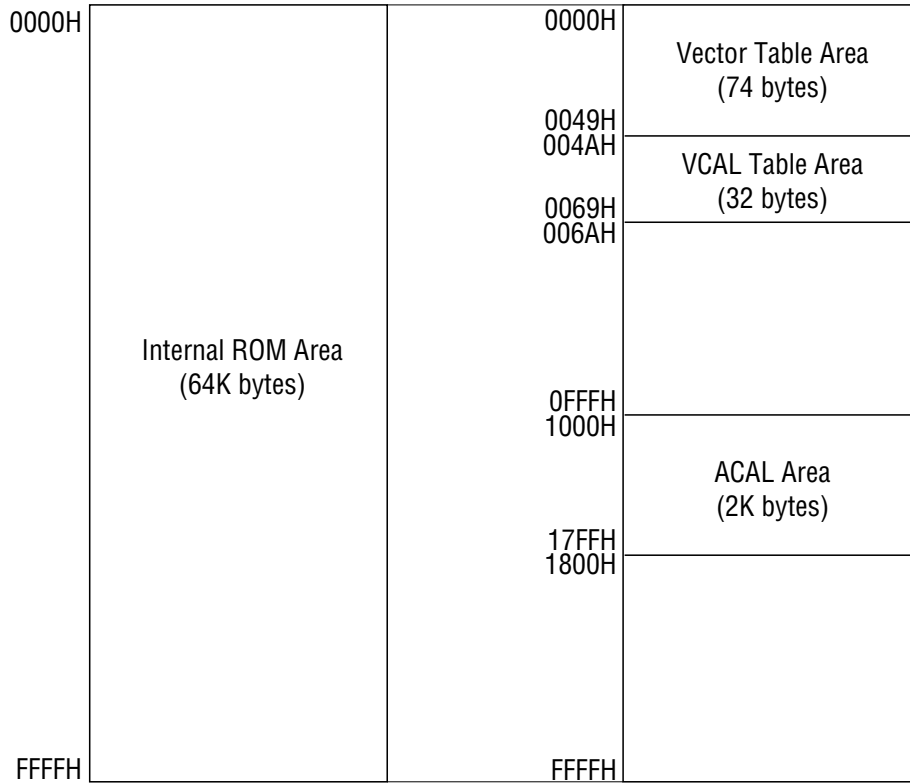 0000H
Internal ROM Area
(64K bytes)
FFFFH
0000H
Vector Table Area
(74 bytes)
0049H
004AH
VCAL Table Area
(32 bytes)
0069H
006AH
0FFFH
1000H
ACAL Area
(2K bytes)
17FFH
1800H
FFFFH